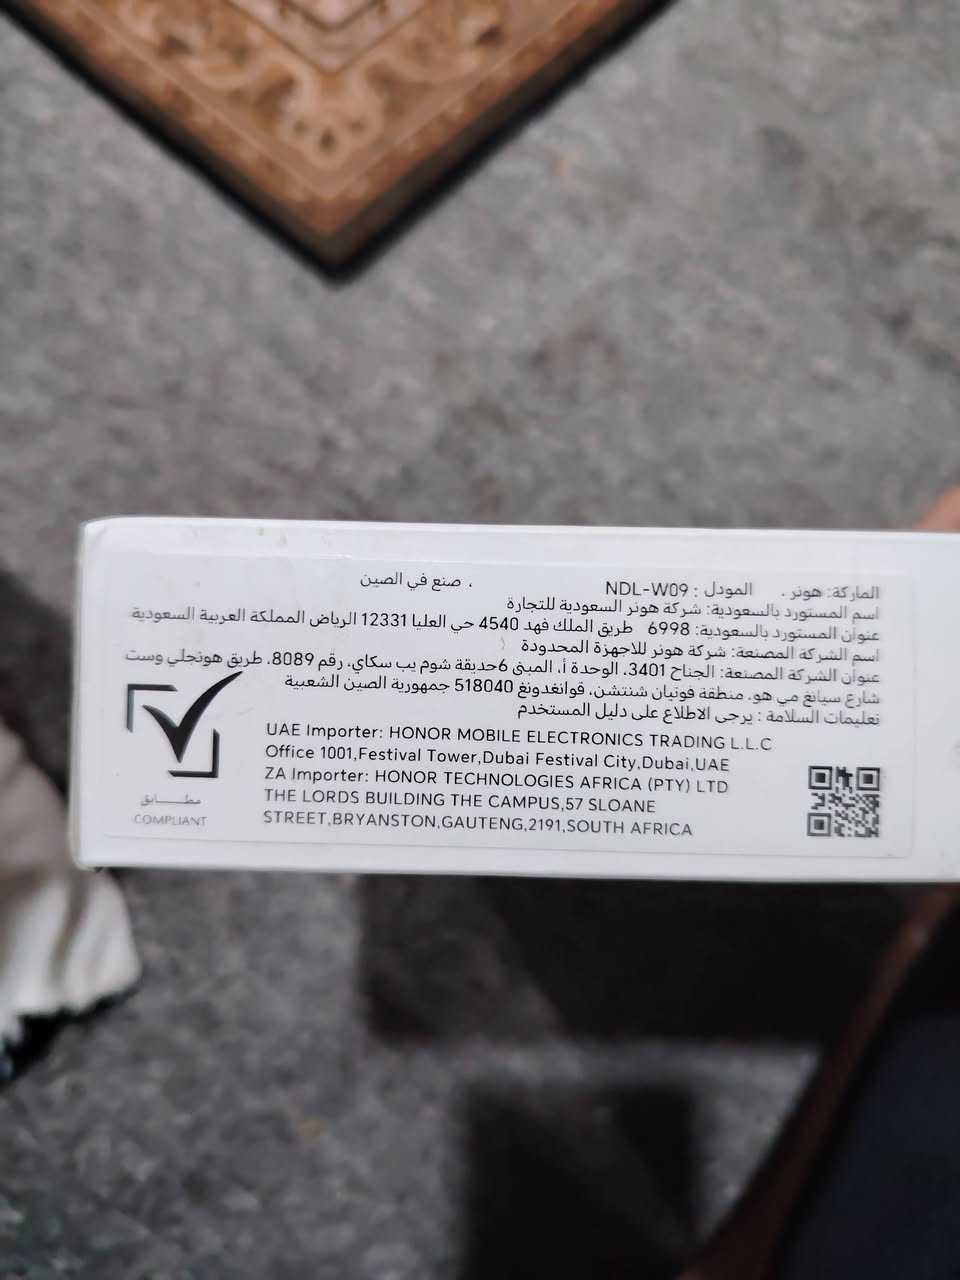 الماركة: هونر . المودل : NDL-W09 ، صنع في الصين
اسم المستورد بالسعودية: شركة هونر السعودية للتجارة
عنوان المستورد بالسعودية: 6998 طريق الملك فهد 4540 حي العليا 12331 الرياض المملكة العربية السعودية
اسم الشركة المصنعة: شركة هونر للاجهزة المحدودة
عنوان الشركة المصنعة: الجناح 3401، الوحدة أ، المبنى 6حديقة شوم يب سكاي، رقم 8089، طريق هونجلي وست
شارع سيانغ مي هو، منطقة فوتيان شنتشن، قوانغدونغ 518040 جمهورية الصين الشعبية
تعليمات السلامة : يرجى الاطلاع على دليل المستخدم
UAE Importer: HONOR MOBILE ELECTRONICS TRADING L.L.C
Office 1001,Festival Tower,Dubai Festival City,Dubai,UAE
ZA Importer: HONOR TECHNOLOGIES AFRICA (PTY) LTD
THE LORDS BUILDING THE CAMPUS,57 SLOANE
STREET,BRYANSTON,GAUTENG,2191,SOUTH AFRICA
مطـــابق
COMPLIANT